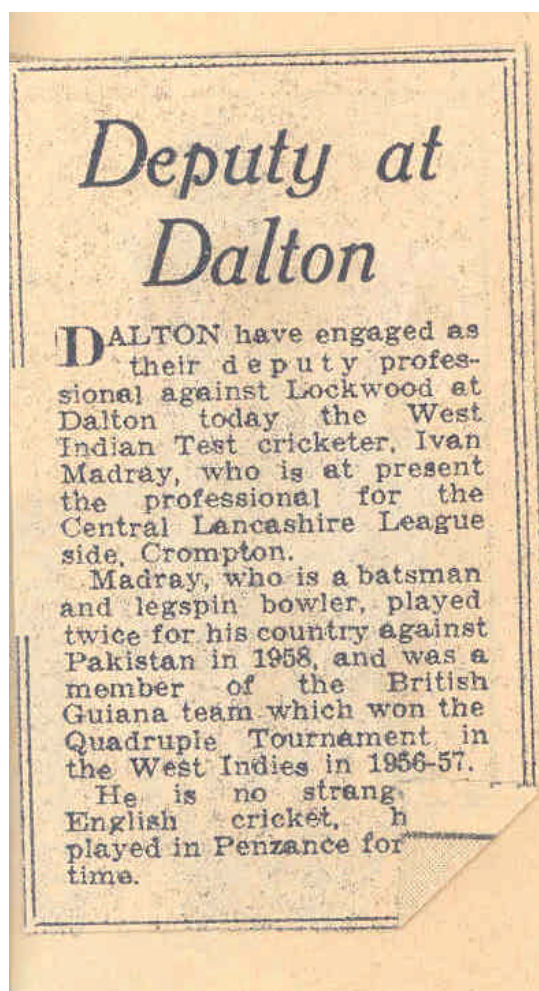 Deputy at
Dalton
DALTON have engaged as
their deputy profes-
sional against Lockwood at
Dalton today the West
Indian Test cricketer, Ivan
Madray, who is at present
the professional for the
Central Lancashire League
side, Crompton.
Madray, who is a batsman
and legspin bowler, played
twice for his country against
Pakistan in 1958, and was a
member of the British
Guiana team which won the
Quadruple Tournament in
the West Indies in 1956-57.
He is no strang
English cricket, h
played in Penzance for
time.